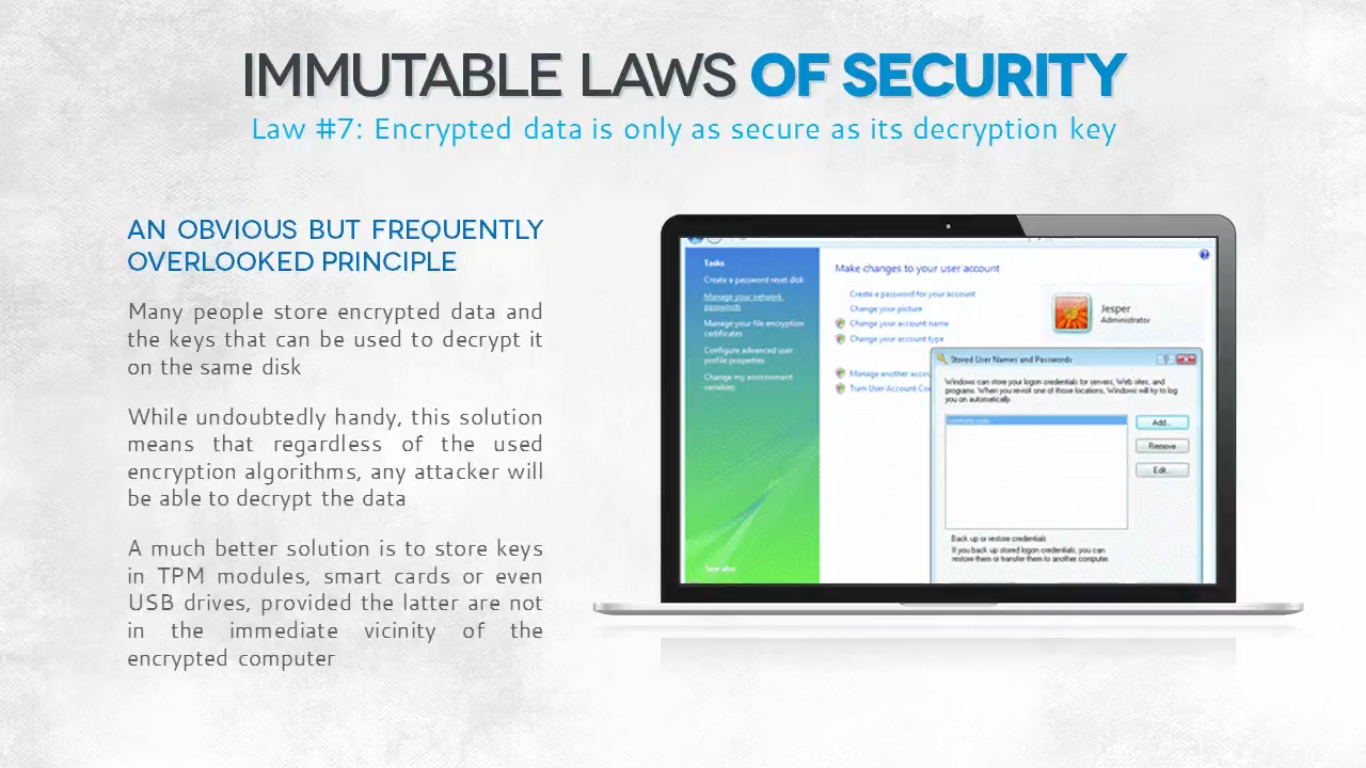 IMMUTABLE LAWS OF SECURITY
Law #7: Encrypted data is only as secure as its decryption key
AN OBVIOUS BUT FREQUENTLY
OVERLOOKED PRINCIPLE
Many people store encrypted data and
the keys that can be used to decrypt it
on the same disk
While undoubtedly handy, this solution
means that regardless of the used
encryption algorithms, any attacker will
be able to decrypt the data
A much better solution is to store keys
in TPM modules, smart cards or even
USB drives, provided the latter are not
in the immediate vicinity of the
encrypted computer
Tasks
Create a password reset disk
Manage your network
passwords
Manage your file encryption
certificates
Configure advanced user
profile properties
Change my environment
variables
See also
Make changes to your user account
Create a password for your account
Change your picture
Change your account name
Change your account type
Manage another accou
Turn User Account Co
Jesper
Administrator
Stored User Names and Passwords
Windows can store your logon credentials for servers, Web sites, and
programs. When you revisit one of those locations, Windows will try to log
you on automatically.
Add...
Remove
Edit...
Back up or restore credentials
If you back up stored logon credentials, you can
restore them or transfer them to another computer.